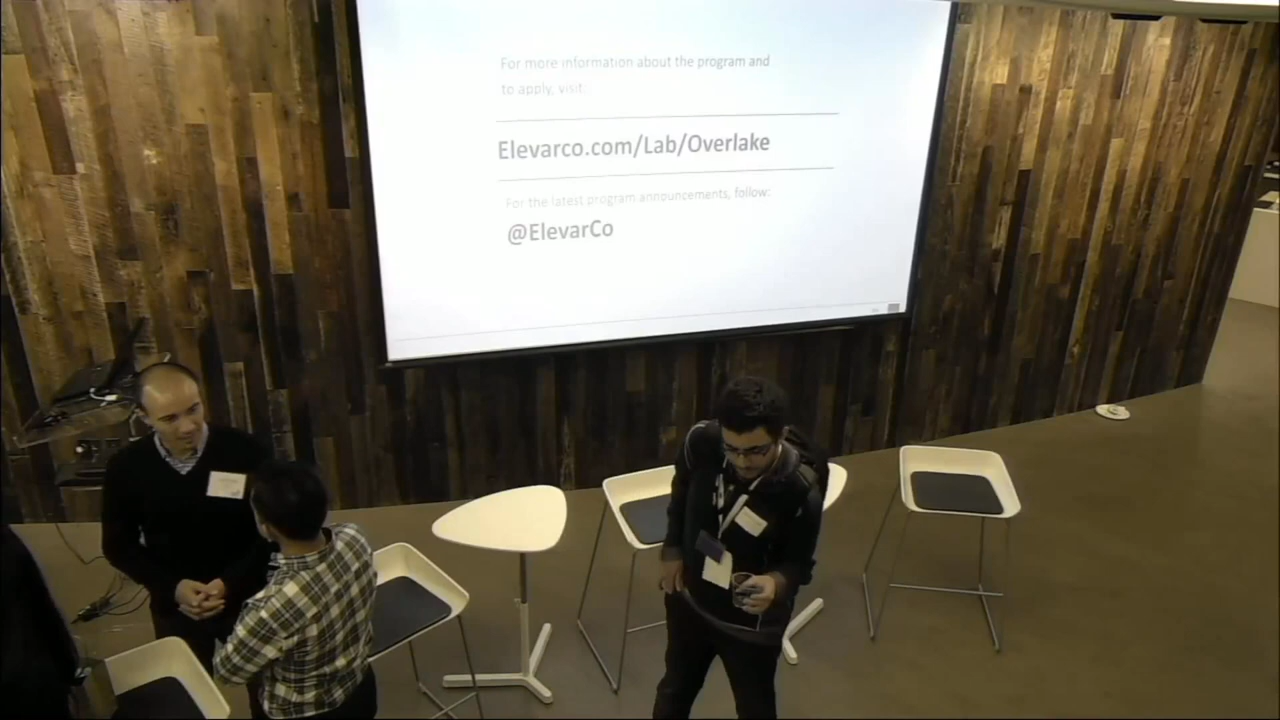 For more information about the program and
to apply, visit:
Elevarco.com/Lab/Overlake
For the latest program announcements, follow:
@ElevarCo